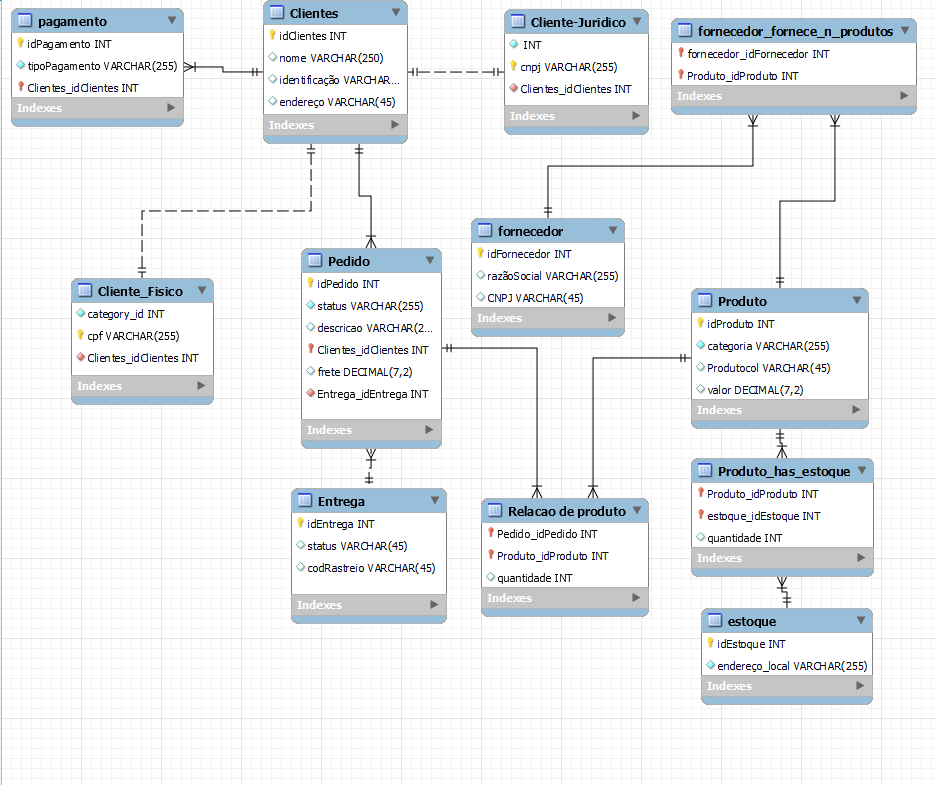 pagamento
idPagamento INT
tipoPagamento VARCHAR(255)
Clientes_idClientes INT
Indexes
Clientes
idClientes INT
nome VARCHAR(250)
identificação VARCHAR...
endereço VARCHAR(45)
Indexes
Cliente-Juridico
INT
cnpj VARCHAR(255)
Clientes_idClientes INT
Indexes
fornecedor_fornece_n_produtos
fornecedor_idFornecedor INT
Produto_idProduto INT
Indexes
Cliente_Fisico
category_id INT
cpf VARCHAR(255)
Clientes_idClientes INT
Indexes
Pedido
idPedido INT
status VARCHAR(255)
descricao VARCHAR(2...
Clientes_idClientes INT
frete DECIMAL(7,2)
Entrega_idEntrega INT
Indexes
fornecedor
idFornecedor INT
razãoSocial VARCHAR(255)
CNPJ VARCHAR(45)
Indexes
Produto
idProduto INT
categoria VARCHAR(255)
Produtocol VARCHAR(45)
valor DECIMAL(7,2)
Indexes
Entrega
idEntrega INT
status VARCHAR(45)
codRastreio VARCHAR(45)
Indexes
Relacao de produto
Pedido_idPedido INT
Produto_idProduto INT
quantidade INT
Indexes
Produto_has_estoque
Produto_idProduto INT
estoque_idEstoque INT
quantidade INT
Indexes
estoque
idEstoque INT
endereço_local VARCHAR(255)
Indexes